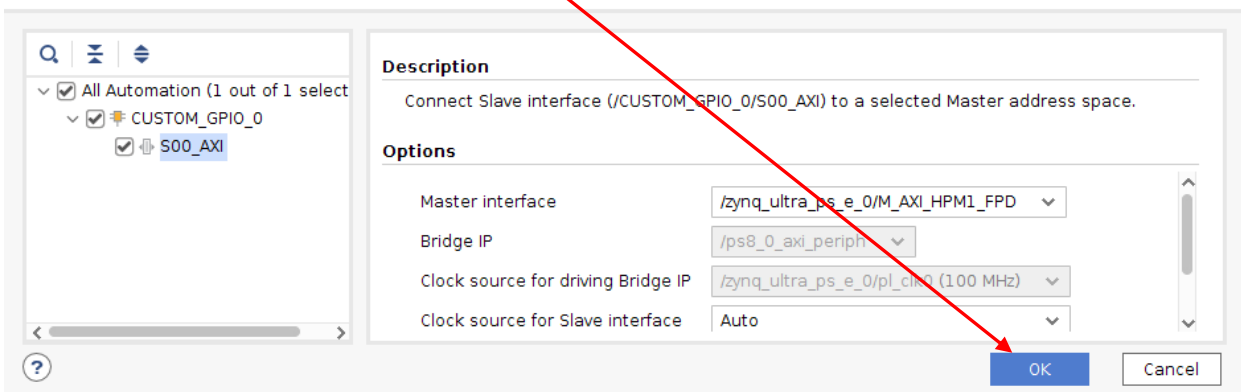 All Automation (1 out of 1 select
CUSTOM_GPIO_0
S00_AXI
Description
Connect Slave interface (/CUSTOM_GPIO_0/S00_AXI) to a selected Master address space.
Options
Master interface /zynq_ultra_ps_e_0/M_AXI_HPM1_FPD
Bridge IP /ps8_0_axi_periph
Clock source for driving Bridge IP /zynq_ultra_ps_e_0/pl_clk0 (100 MHz)
Clock source for Slave interface Auto
?
OK Cancel